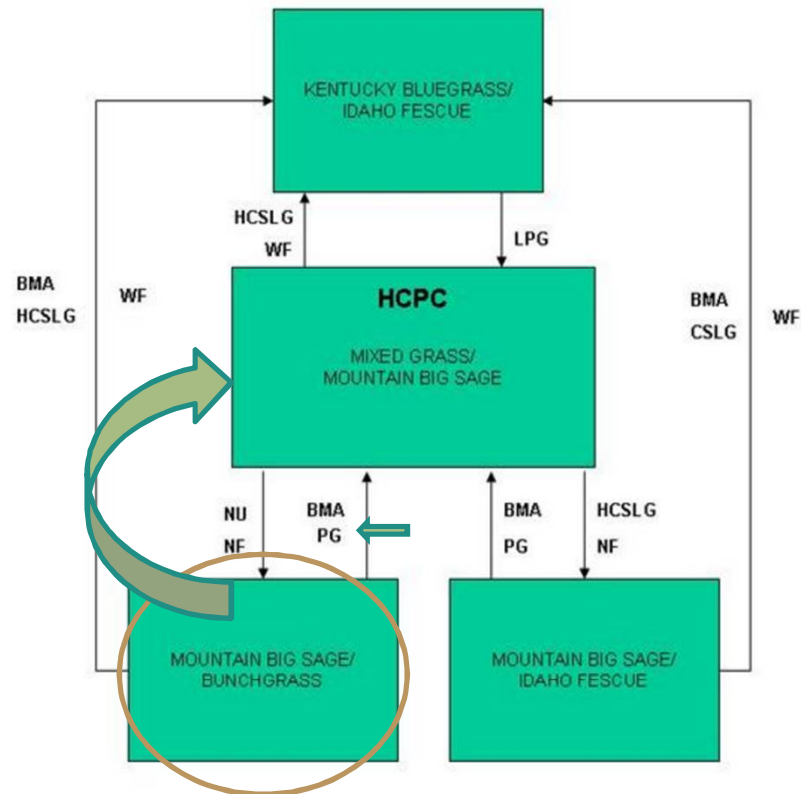 KENTUCKY BLUEGRASS/
IDAHO FESCUE
HCSLG
WF
LPG
BMA
HCSLG
WF
HCPC
MIXED GRASS/
MOUNTAIN BIG SAGE
BMA
CSLG
WF
NU
NF
BMA
PG
BMA
PG
HCSLG
NF
MOUNTAIN BIG SAGE/
BUNCHGRASS
MOUNTAIN BIG SAGE/
IDAHO FESCUE